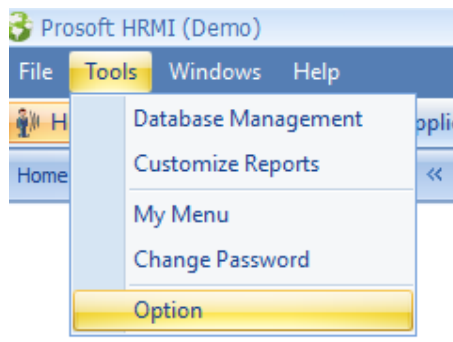 Prosoft HRMI (Demo)
File Tools Windows Help
Database Management
Customize Reports
Home
My Menu
Change Password
Option